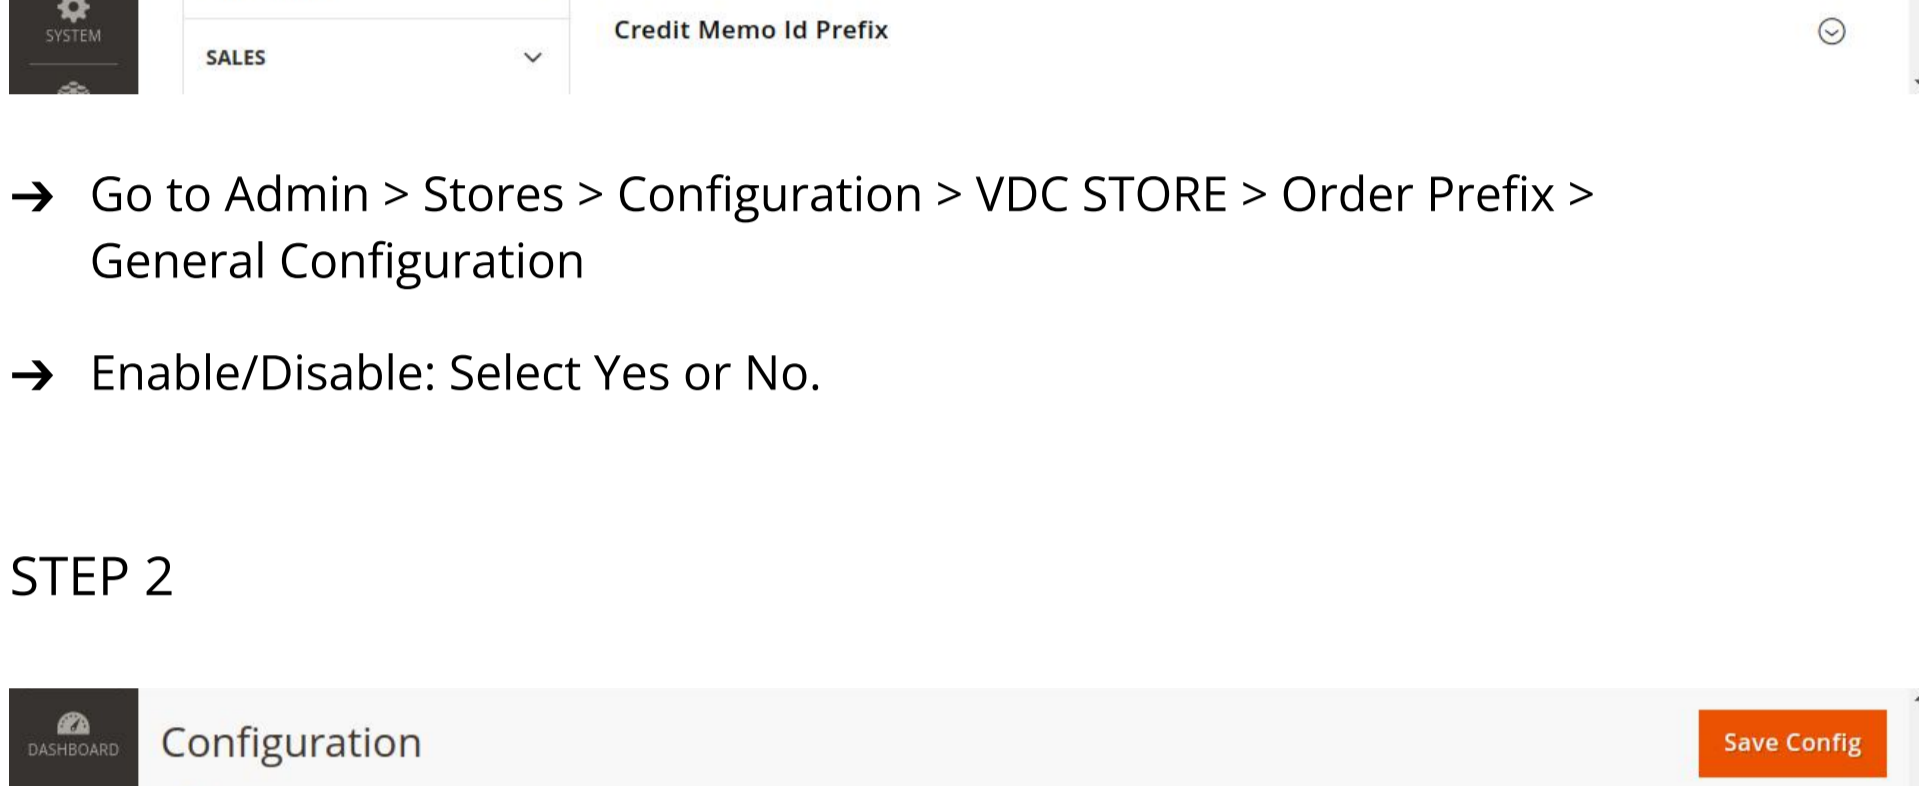 SYSTEM
SALES
Credit Memo Id Prefix
➔ Go to Admin > Stores > Configuration > VDC STORE > Order Prefix >
General Configuration
➔ Enable/Disable: Select Yes or No.
STEP 2
DASHBOARD
Configuration
Save Config